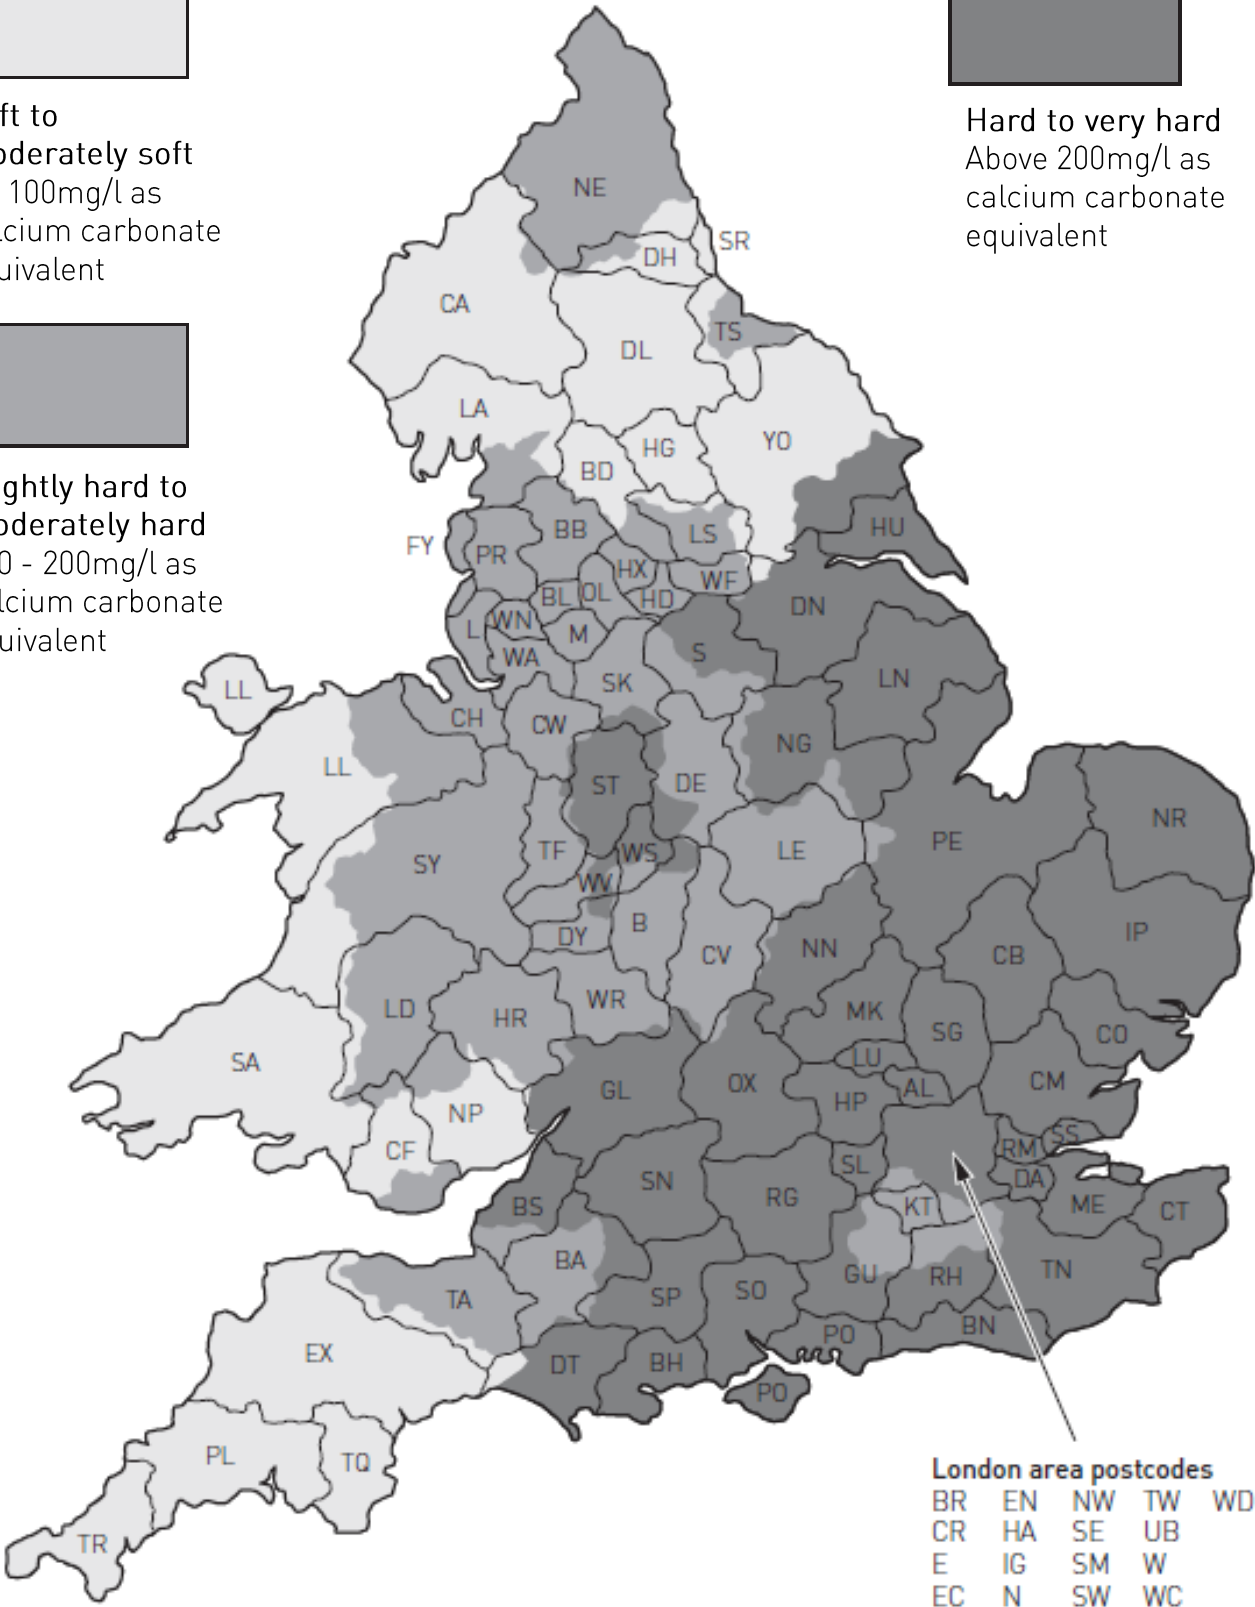 ft to
oderately soft
100mg/l as
lcium carbonate
uivalent
ghtly hard to
oderately hard
0 - 200mg/l as
lcium carbonate
quivalent
Hard to very hard
Above 200mg/l as
calcium carbonate
equivalent
NE
SR
DH
CA
TS
DL
LA
HG
YO
BD
HU
BB
LS
FY
PR
HX
WF
BL
OL
HD
DN
WN
L
M
S
WA
SK
LN
LL
CH
CW
NG
LL
ST
DE
NR
PE
TF
WS
LE
SY
WV
B
IP
DY
NN
CV
CB
WR
LD
HR
MK
SG
CO
LU
SA
GL
OX
AL
CM
HP
NP
SS
RM
CF
SL
DA
SN
RG
BS
KT
ME
CT
BA
GU
RH
TN
TA
SP
SO
BN
PO
EX
DT
BH
PO
PL
TQ
TR
London area postcodes
BR EN NW TW WD
CR HA SE UB
E IG SM W
EC N SW WC